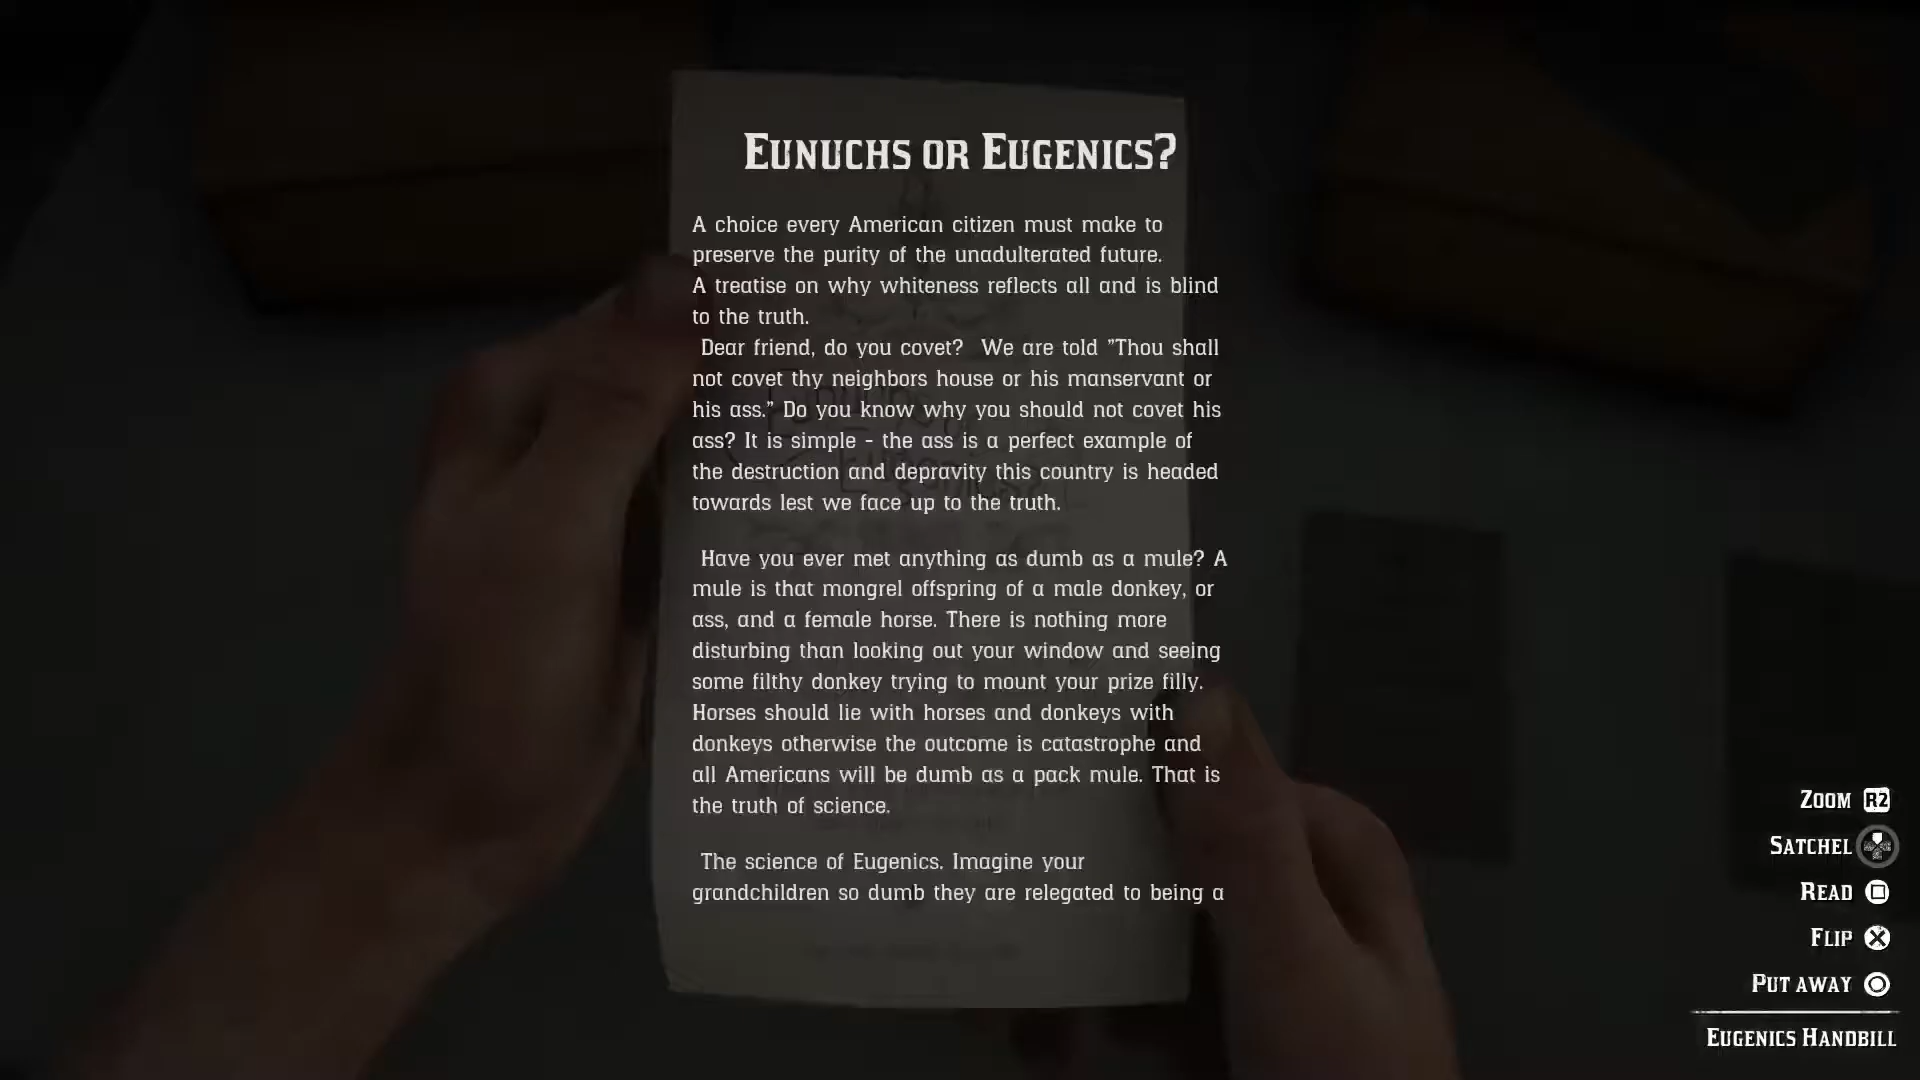 Eunuchs or Eugenics?
A choice every American citizen must make to
preserve the purity of the unadulterated future.
A treatise on why whiteness reflects all and is blind
to the truth.
Dear friend, do you covet? We are told "Thou shall
not covet thy neighbors house or his manservant or
his ass." Do you know why you should not covet his
ass? It is simple - the ass is a perfect example of
the destruction and depravity this country is headed
towards lest we face up to the truth.
Have you ever met anything as dumb as a mule? A
mule is that mongrel offspring of a male donkey, or
ass, and a female horse. There is nothing more
disturbing than looking out your window and seeing
some filthy donkey trying to mount your prize filly.
Horses should lie with horses and donkeys with
donkeys otherwise the outcome is catastrophe and
all Americans will be dumb as a pack mule. That is
the truth of science.
The science of Eugenics. Imagine your
grandchildren so dumb they are relegated to being a
Zoom R2
Satchel
Read
Flip
Put away
Eugenics Handbill